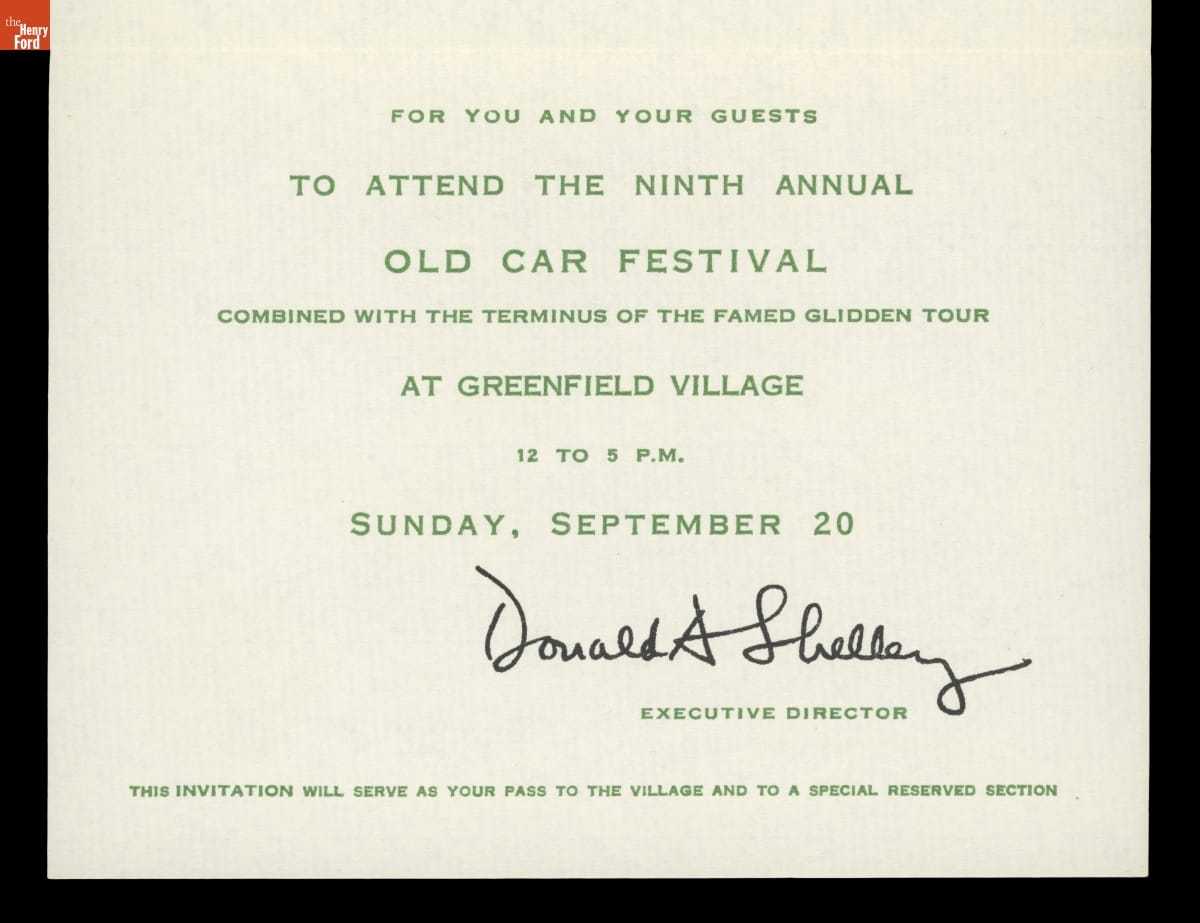 the
Henry
Ford
FOR YOU AND YOUR GUESTS
TO ATTEND THE NINTH ANNUAL
OLD CAR FESTIVAL
COMBINED WITH THE TERMINUS OF THE FAMED GLIDDEN TOUR
AT GREENFIELD VILLAGE
12 TO 5 P.M.
SUNDAY, SEPTEMBER 20
Donald A Shelley
EXECUTIVE DIRECTOR
THIS INVITATION WILL SERVE AS YOUR PASS TO THE VILLAGE AND TO A SPECIAL RESERVED SECTION